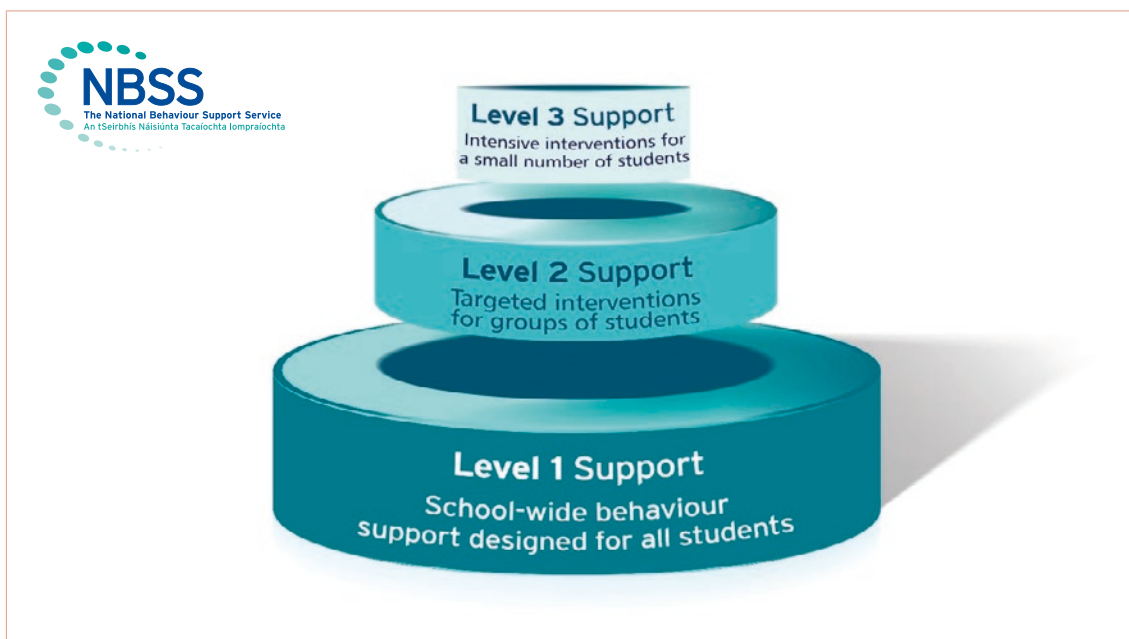 NBSS
The National Behaviour Support Service
An tSeirbhís Náisiúnta Tacaíochta Iompraíochta
Level 3 Support
Intensive interventions for
a small number of students
Level 2 Support
Targeted interventions
for groups of students
Level 1 Support
School-wide behaviour
support designed for all students